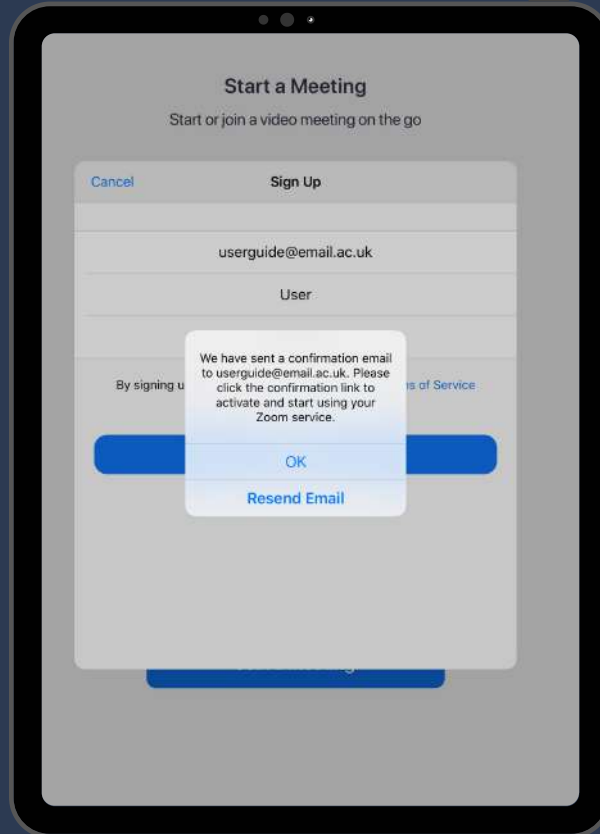 Start a Meeting
Start or join a video meeting on the go
Cancel
Sign Up
userguide@email.ac.uk
User
We have sent a confirmation email
to userguide@email.ac.uk. Please
click the confirmation link to
activate and start using your
Zoom service.
By signing u
s of Service
OK
Resend Email